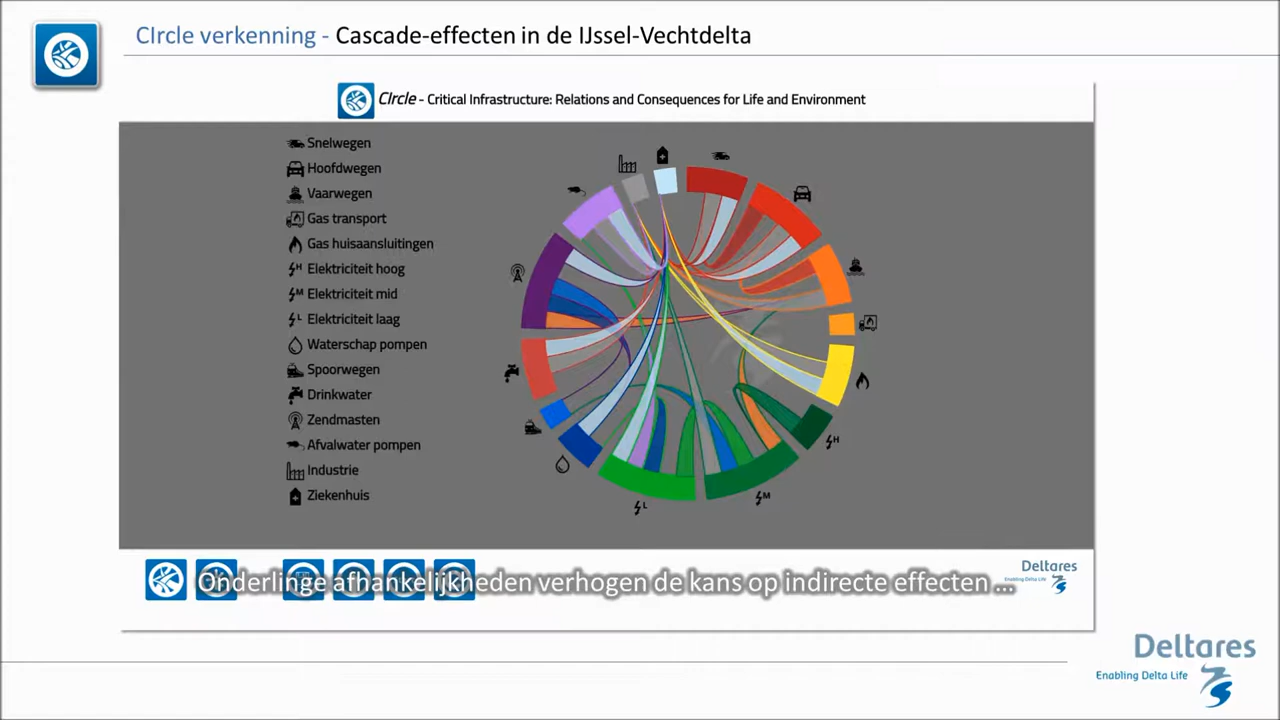 CIrcle verkenning - Cascade-effecten in de IJssel-Vechtdelta
CIrcle - Critical Infrastructure: Relations and Consequences for Life and Environment
Snelwegen
Hoofdwegen
Vaarwegen
Gas transport
Gas huisaansluitingen
H Elektriciteit hoog
M Elektriciteit mid
L Elektriciteit laag
Waterschap pompen
Spoorwegen
Drinkwater
Zendmasten
Afvalwater pompen
Industrie
Ziekenhuis
H
M
L
Onderlinge afhankelijkheden verhogen de kans op indirecte effecten ...
Deltares
Enabling Delta Life
Deltares
Enabling Delta Life